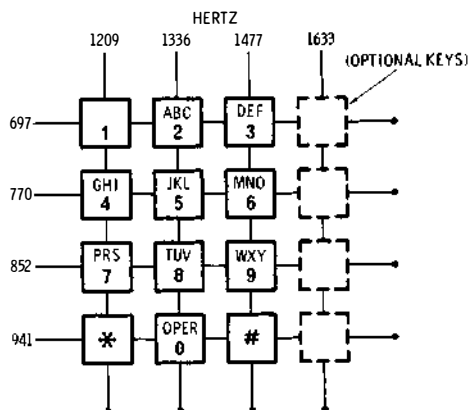 HERTZ
1209 1336 1477 1633
(OPTIONAL KEYS)
697
1
ABC
2
DEF
3
770
GHI
4
JKL
5
MNO
6
852
PRS
7
TUV
8
WXY
9
941
*
OPER
0
#